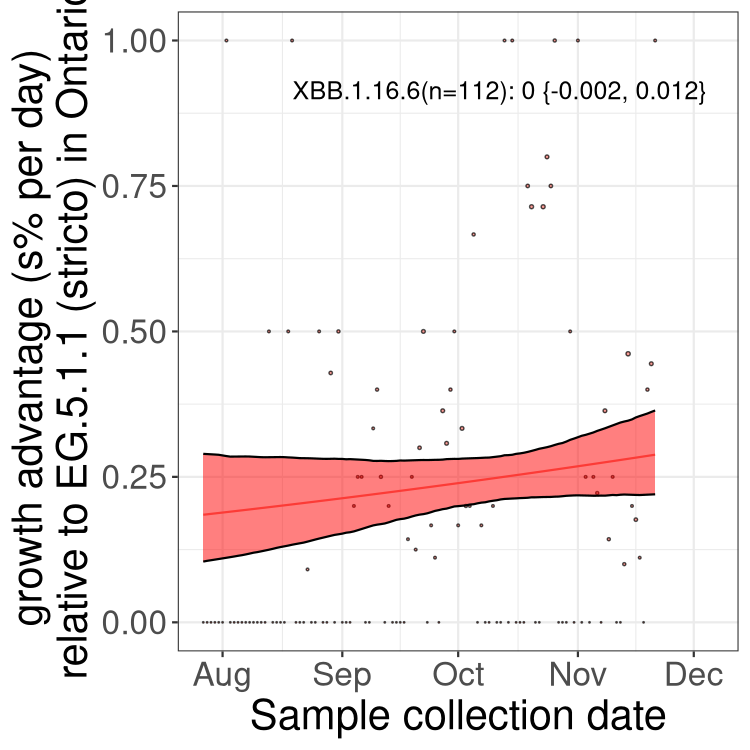 growth advantage (s% per day)
relative to EG.5.1.1 (stricto) in Ontario
1.00
0.75
0.50
0.25
0.00
XBB.1.16.6(n=112): 0 {-0.002, 0.012}
Aug Sep Oct Nov Dec
Sample collection date